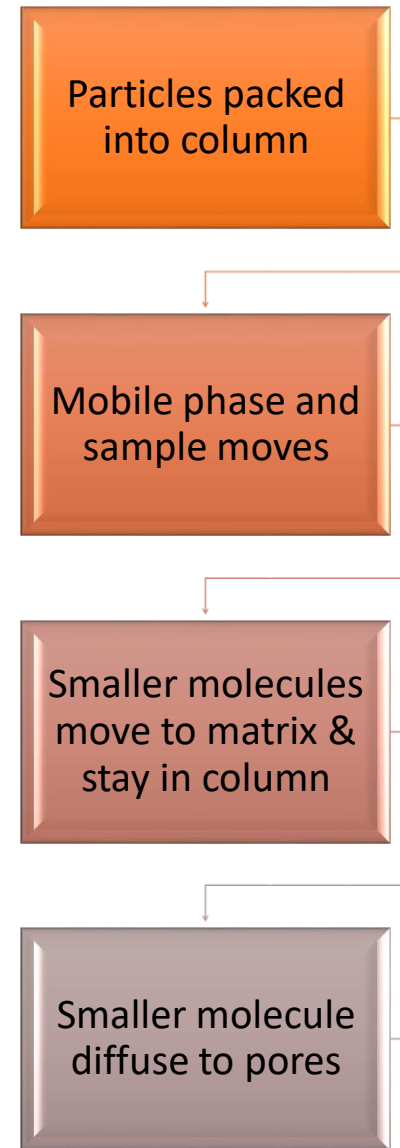 Particles packed
into column
Mobile phase and
sample moves
Smaller molecules
move to matrix &
stay in column
Smaller molecule
diffuse to pores